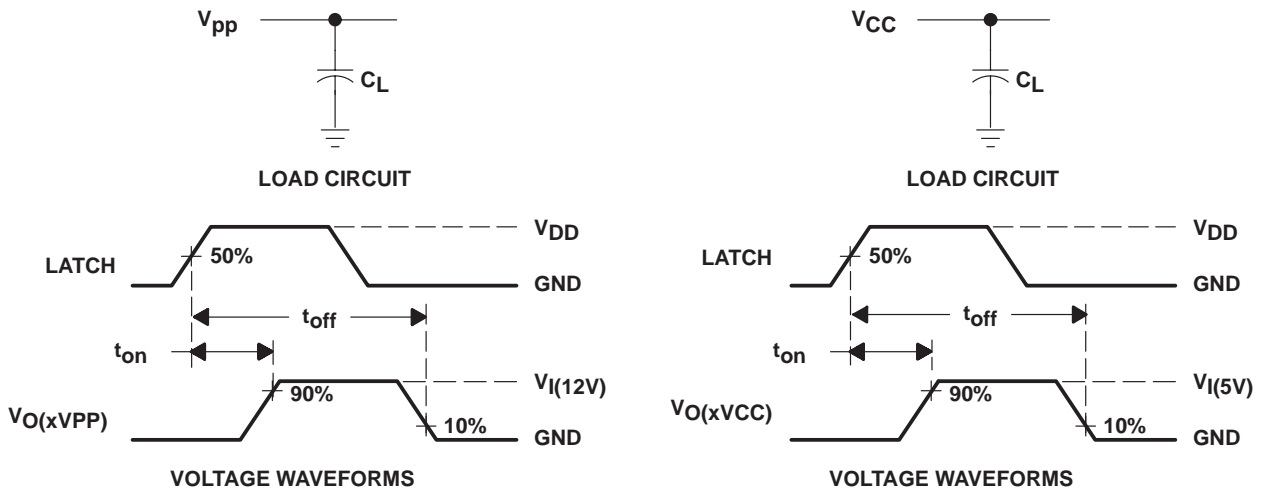 Vpp
CL
LOAD CIRCUIT
LATCH
50%
VDD
GND
toff
ton
VO(xVPP)
90%
10%
VI(12V)
GND
VOLTAGE WAVEFORMS
VCC
CL
LOAD CIRCUIT
LATCH
50%
VDD
GND
toff
ton
VO(xVCC)
90%
10%
VI(5V)
GND
VOLTAGE WAVEFORMS